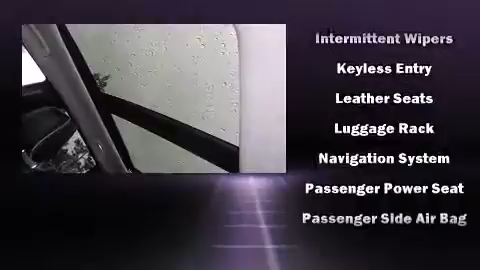 Intermittent Wipers
Keyless Entry
Leather Seats
Luggage Rack
Navigation System
Passenger Power Seat
Passenger Side Air Bag